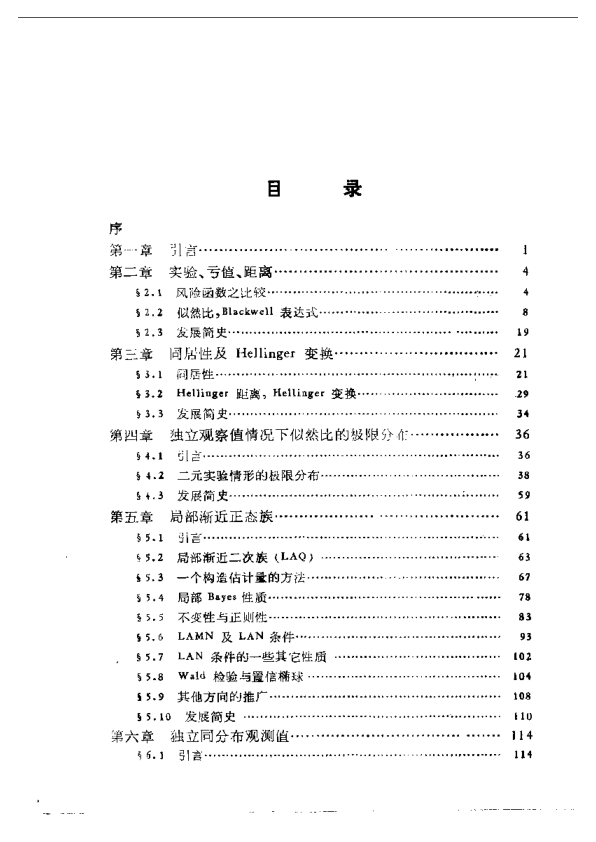 目 录
序
第一章 引言 1
第二章 实验、亏值、距离 4
§2.1 风险函数之比较 4
§2.2 似然比,Blackwell 表达式 8
§2.3 发展简史 19
第三章 同居性及 Hellinger 变换 21
§3.1 同居性 21
§3.2 Hellinger 距离, Hellinger 变换 29
§3.3 发展简史 34
第四章 独立观察值情况下似然比的极限分布 36
§4.1 引言 36
§4.2 二元实验情形的极限分布 38
§4.3 发展简史 59
第五章 局部渐近正态族 61
§5.1 引言 61
§5.2 局部渐近二次族 (LAQ) 63
§5.3 一个构造估计量的方法 67
§5.4 局部 Bayes 性质 78
§5.5 不变性与正则性 83
§5.6 LAMN 及 LAN 条件 93
§5.7 LAN 条件的一些其它性质 102
§5.8 Wald 检验与置信椭球 104
§5.9 其他方向的推广 108
§5.10 发展简史 110
第六章 独立同分布观测值 114
§6.1 引言 114